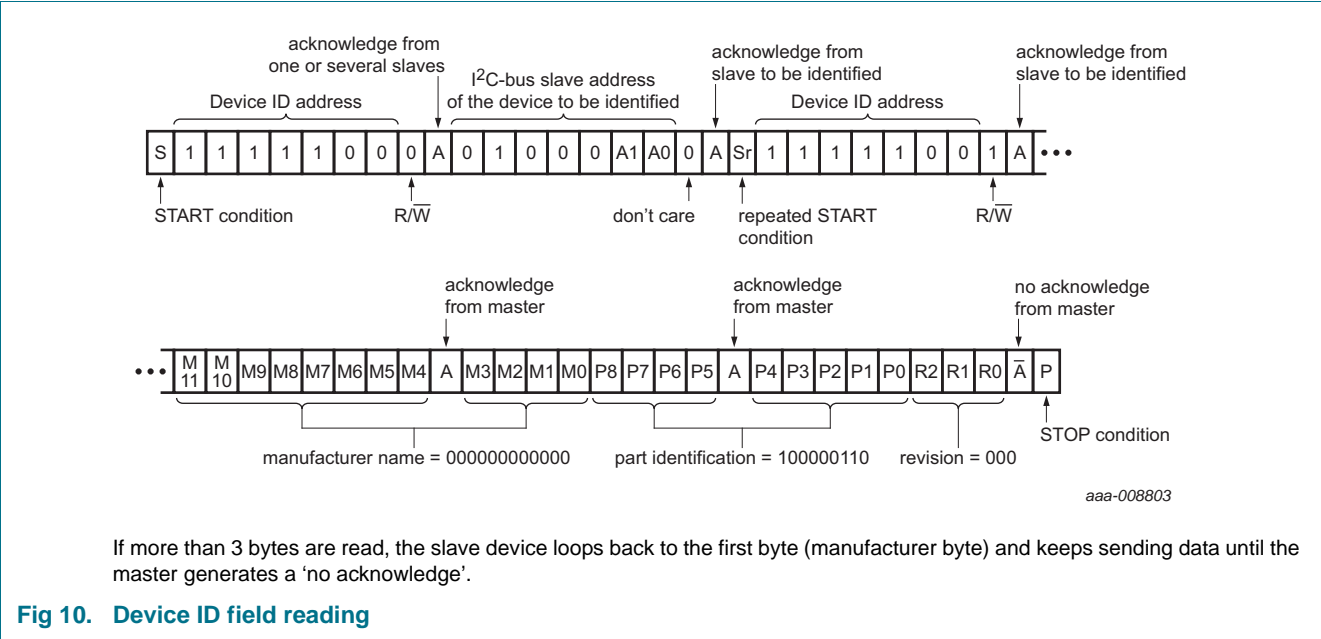 acknowledge from
one or several slaves
acknowledge from
slave to be identified
acknowledge from
slave to be identified
I2C-bus slave address
of the device to be identified
Device ID address
Device ID address
S 1 1 1 1 1 0 0 0 A 0 1 0 0 0 A1 A0 0 A Sr 1 1 1 1 1 0 0 1 A •••
START condition
R/W̅
don't care
repeated START
condition
R/W̅
acknowledge
from master
acknowledge
from master
no acknowledge
from master
••• M11 M10 M9 M8 M7 M6 M5 M4 A M3 M2 M1 M0 P8 P7 P6 P5 A P4 P3 P2 P1 P0 R2 R1 R0 A̅ P
STOP condition
manufacturer name = 000000000000
part identification = 100000110
revision = 000
aaa-008803
If more than 3 bytes are read, the slave device loops back to the first byte (manufacturer byte) and keeps sending data until the
master generates a ‘no acknowledge’.
Fig 10. Device ID field reading